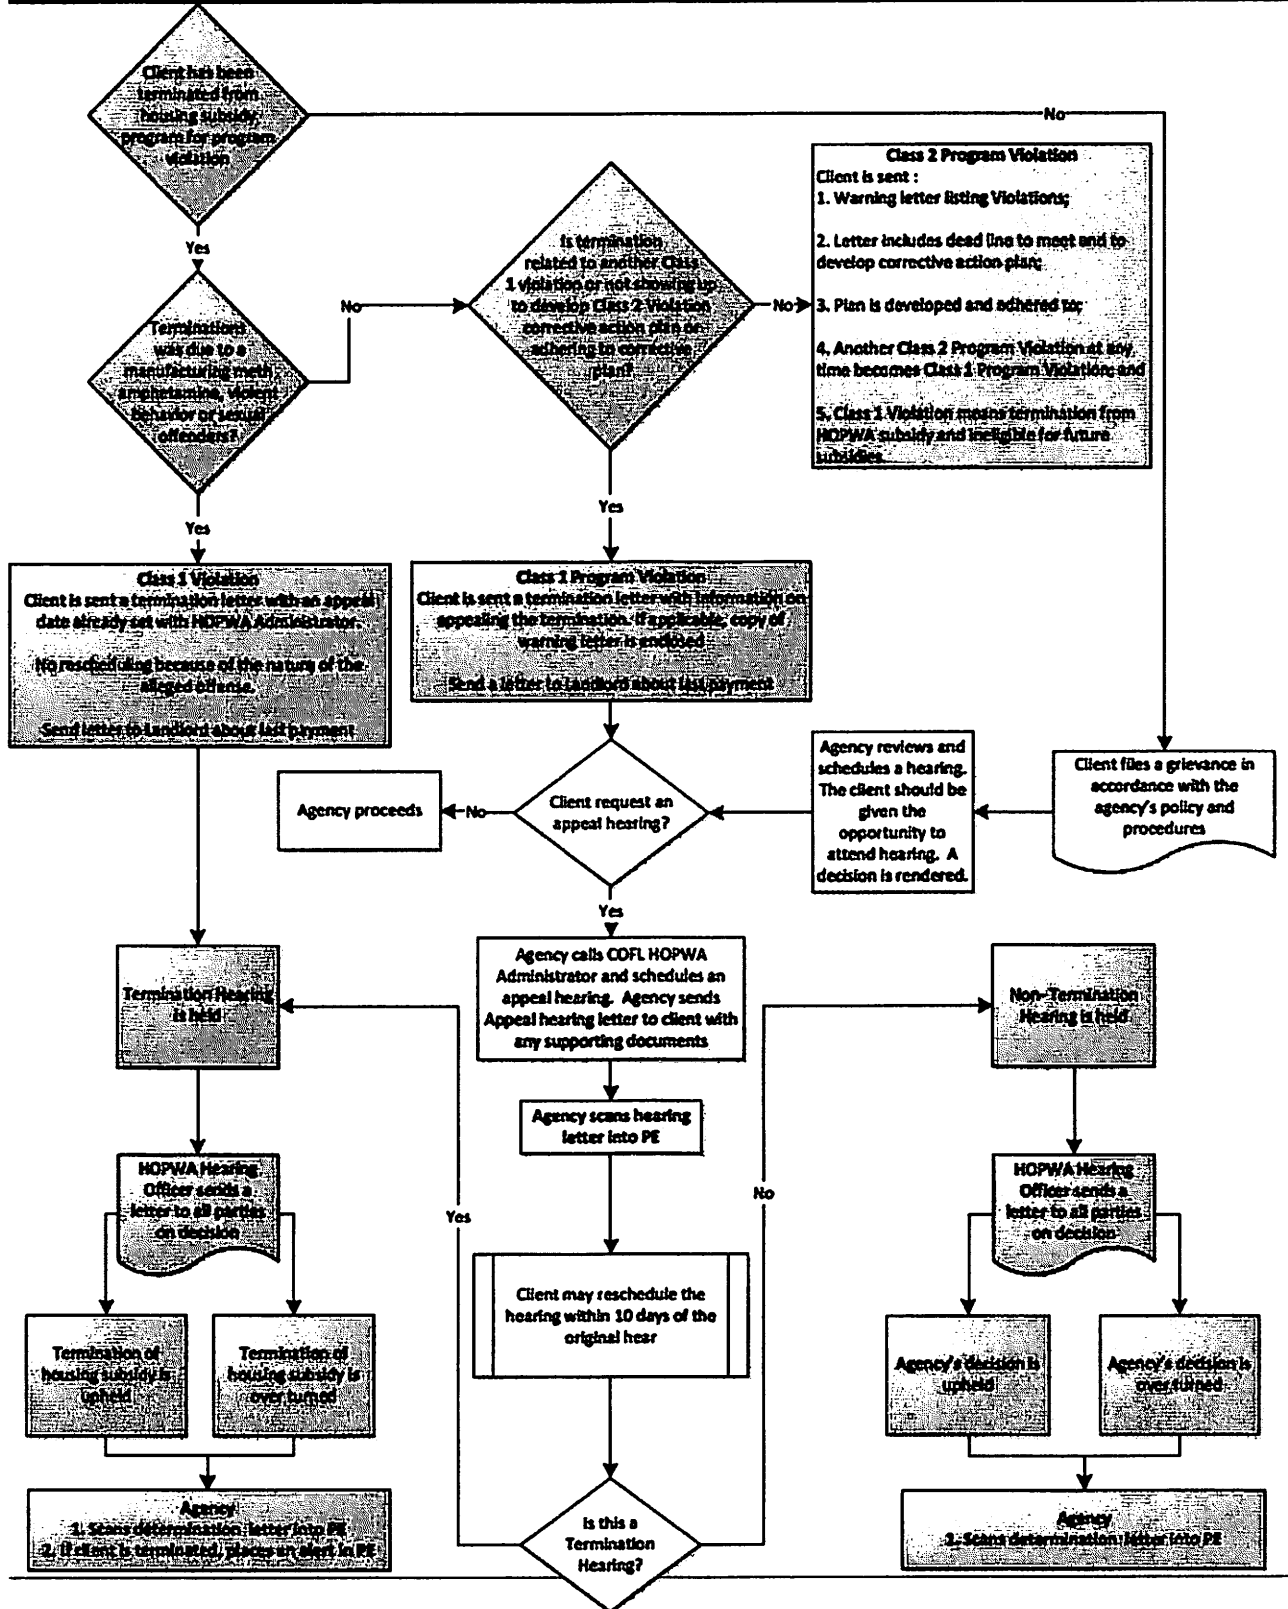 Client has been
terminated from
housing subsidy
program for program
violation
No
Yes
Class 2 Program Violation
Client is sent :
1. Warning letter listing Violations;
2. Letter includes dead line to meet and to
develop corrective action plan;
3. Plan is developed and adhered to;
4. Another Class 2 Program Violation at any
time becomes Class 1 Program Violation; and
5. Class 1 Violation means termination from
HOPWA subsidy and ineligible for future
subsidies.
Is termination
related to another Class
1 violation or not showing up
to develop Class 2 Violation
corrective action plan or
adhering to corrective
plan?
No
No
Terminations
was due to a
manufacturing meth
amphetamine, violent
behavior or sexual
offenders?
Yes
Yes
Class 1 Violation
Client is sent a termination letter with an appeal
date already set with HOPWA Administrator.
No rescheduling because of the nature of the
alleged offense.
Send letter to Landlord about last payment
Class 1 Program Violation
Client is sent a termination letter with information on
appealing the termination. If applicable, copy of
warning letter is enclosed
Send a letter to Landlord about last payment
Agency proceeds
No
Client request an
appeal hearing?
Agency reviews and
schedules a hearing.
The client should be
given the
opportunity to
attend hearing. A
decision is rendered.
Client files a grievance in
accordance with the
agency's policy and
procedures
Yes
Termination Hearing
is held
Agency calls COFL HOPWA
Administrator and schedules an
appeal hearing. Agency sends
Appeal hearing letter to client with
any supporting documents
Non-Termination
Hearing is held
Agency scans hearing
letter into PE
HOPWA Hearing
Officer sends a
letter to all parties
on decision
Yes
No
HOPWA Hearing
Officer sends a
letter to all parties
on decision
Client may reschedule the
hearing within 10 days of the
original hear
Termination of
housing subsidy is
upheld
Termination of
housing subsidy is
over turned
Agency's decision is
upheld
Agency's decision is
over turned
Agency
1. Scans determination letter into PE
2. If client is terminated, places an alert in PE
Is this a
Termination
Hearing?
Agency
1. Scans determination letter into PE